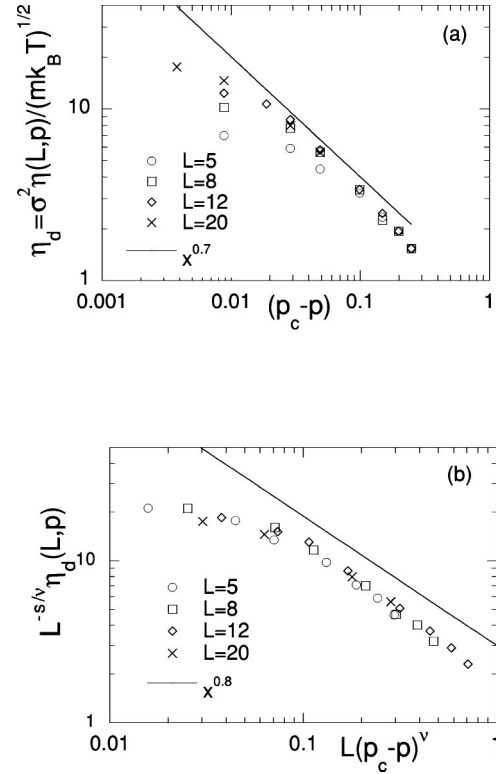 (a)
η_d=σ²η(L,p)/(mk_BT)^{1/2}
10
1
L=5
L=8
L=12
L=20
x^{0.7}
0.001
0.01
0.1
1
(p_c-p)
(b)
L^{-s/ν}η_d(L,p)
10
1
L=5
L=8
L=12
L=20
x^{0.8}
0.01
0.1
1
L(p_c-p)^ν